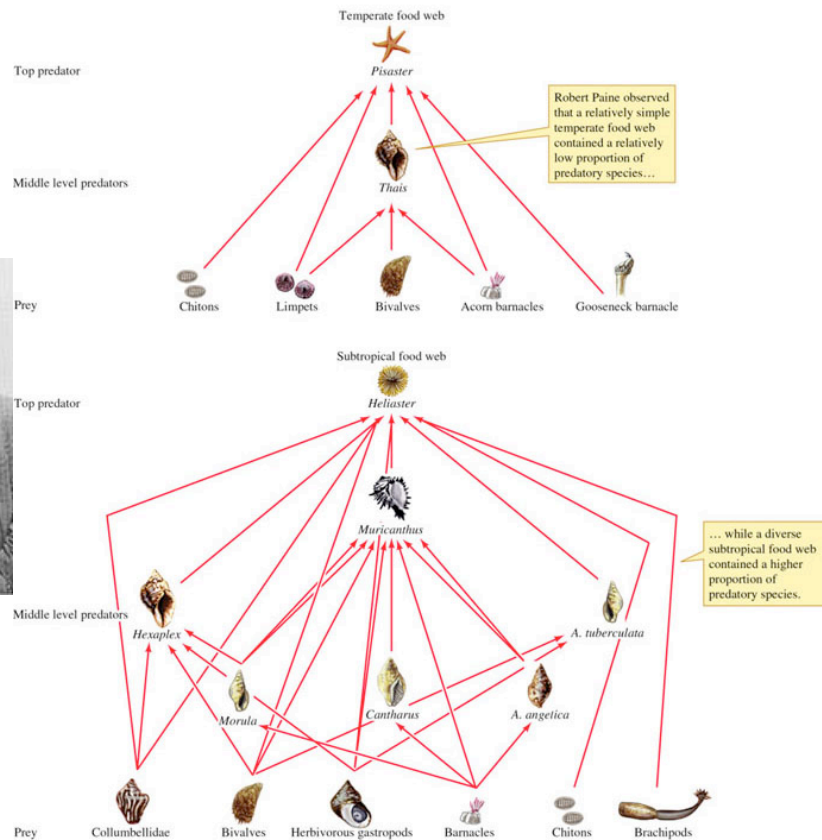 Temperate food web
Top predator
Pisaster
Robert Paine observed
that a relatively simple
temperate food web
contained a relatively
low proportion of
predatory species…
Middle level predators
Thais
Prey
Chitons
Limpets
Bivalves
Acorn barnacles
Gooseneck barnacle
Subtropical food web
Top predator
Heliaster
Muricanthus
… while a diverse
subtropical food web
contained a higher
proportion of
predatory species.
Middle level predators
Hexaplex
A. tuberculata
Morula
Cantharus
A. angetica
Prey
Collumbellidae
Bivalves
Herbivorous gastropods
Barnacles
Chitons
Brachipods